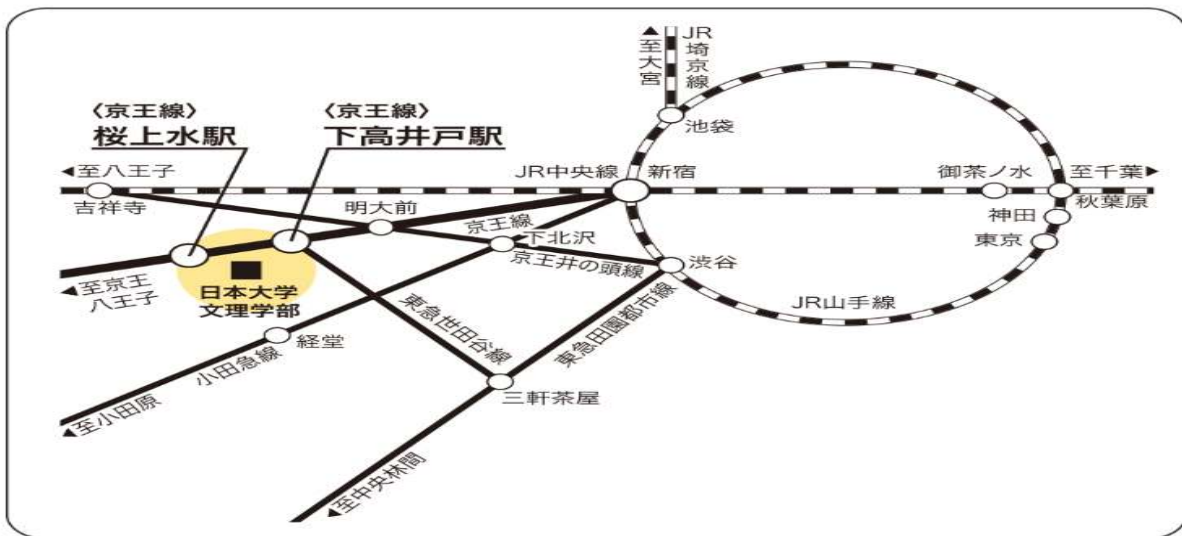 JR埼京線
至大宮
池袋
〈京王線〉
桜上水駅
〈京王線〉
下高井戸駅
至八王子
JR中央線
新宿
御茶ノ水
至千葉
吉祥寺
明大前
京王線
秋葉原
神田
下北沢
東京
京王井の頭線
渋谷
至京王
八王子
日本大学
文理学部
JR山手線
東急世田谷線
東急田園都市線
経堂
小田急線
三軒茶屋
至小田原
至中央林間